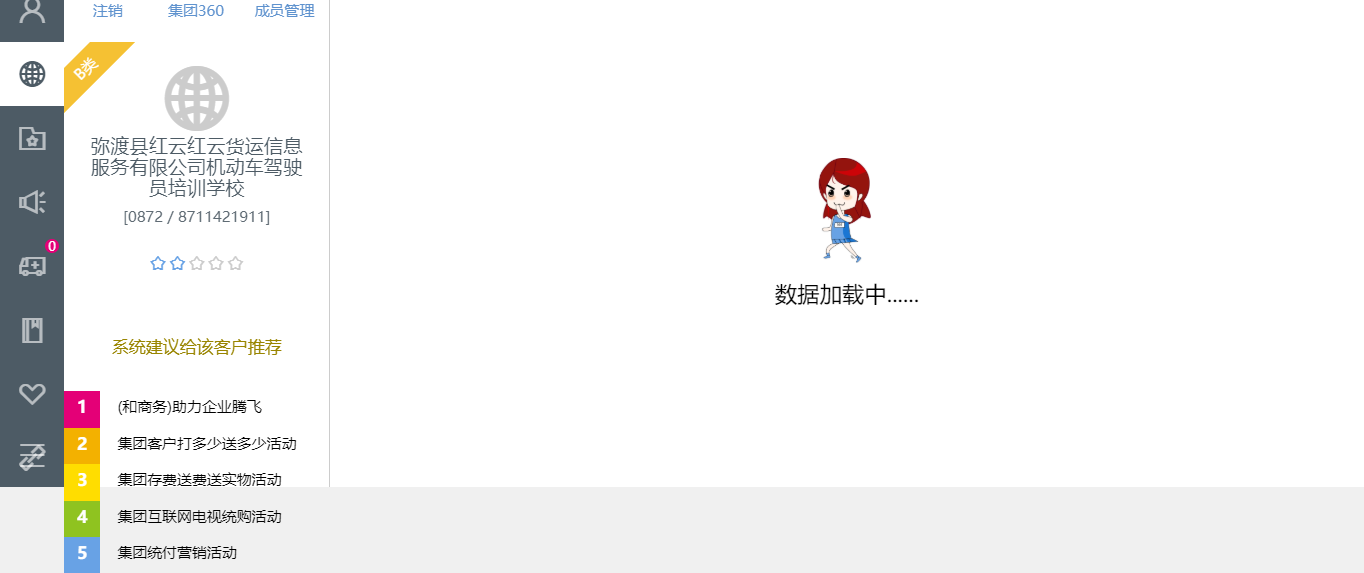 注销 集团360 成员管理
B类
弥渡县红云红云货运信息
服务有限公司机动车驾驶
员培训学校
[0872 / 8711421911]
0
系统建议给该客户推荐
1 (和商务)助力企业腾飞
2 集团客户打多少送多少活动
3 集团存费送费送实物活动
4 集团互联网电视统购活动
5 集团统付营销活动
数据加载中......